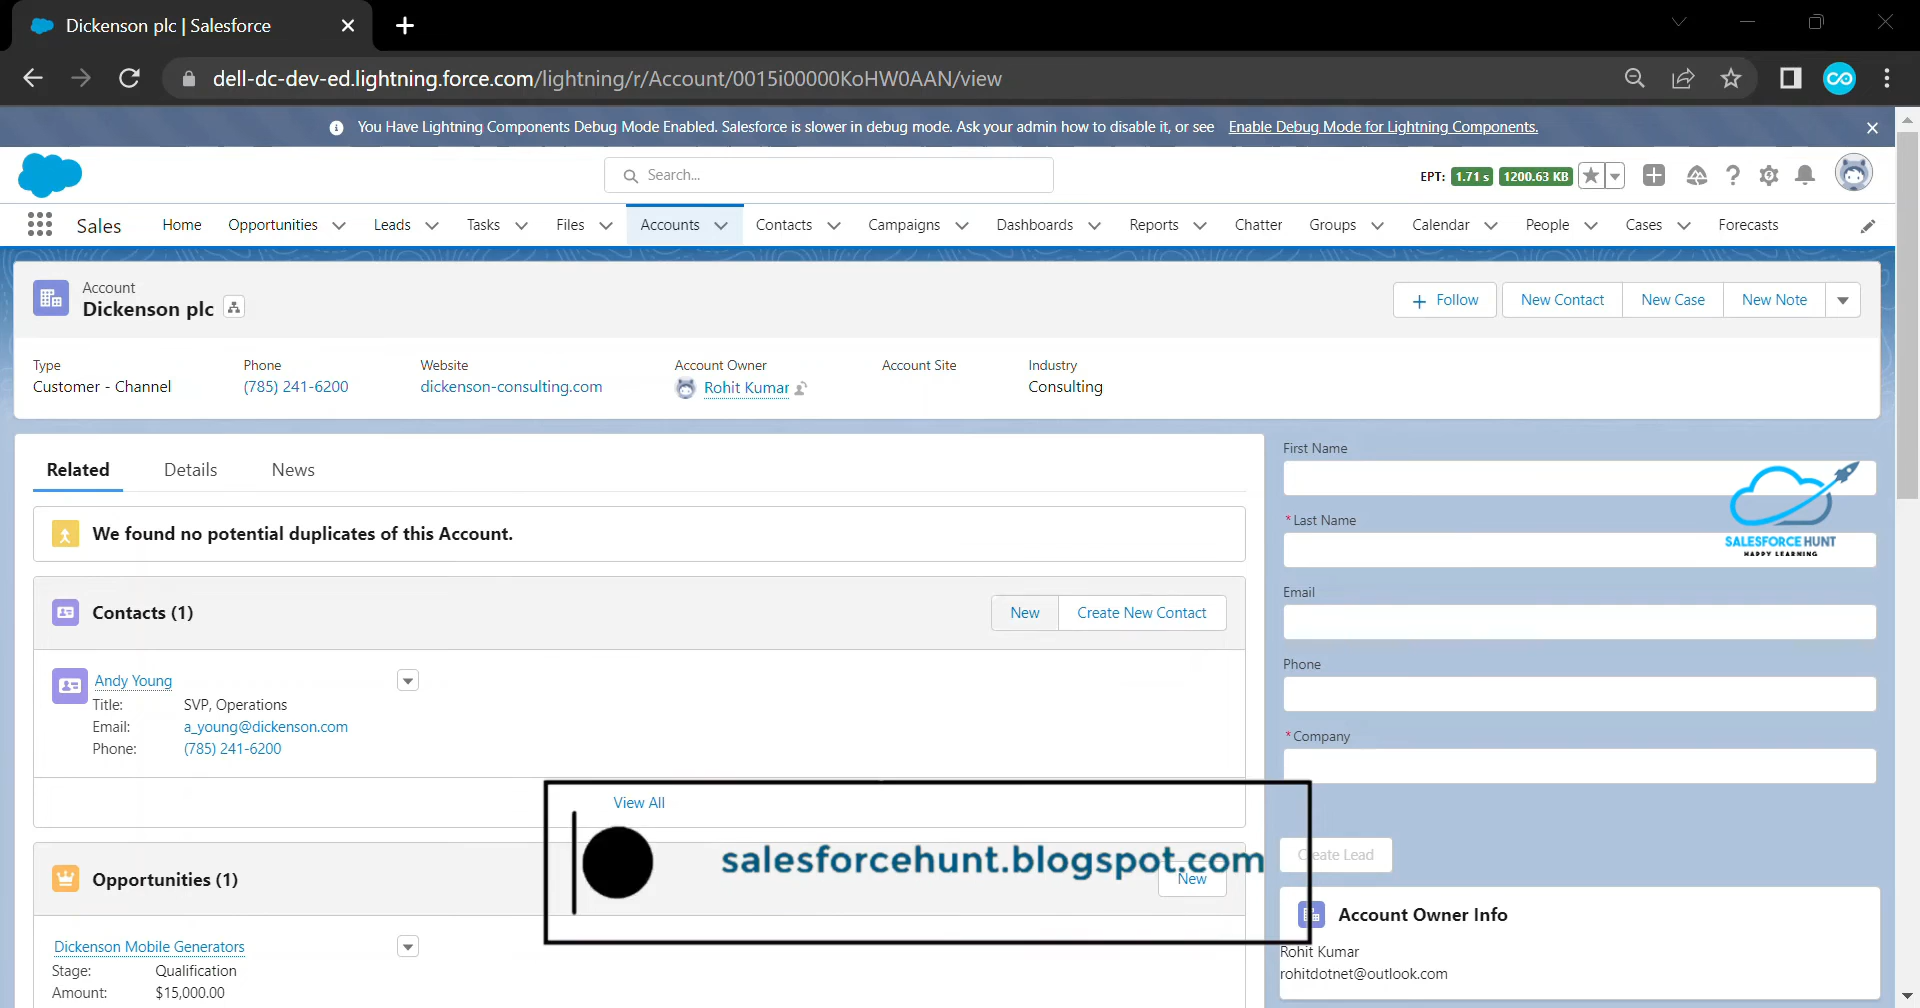 Dickenson plc | Salesforce
dell-dc-dev-ed.lightning.force.com/lightning/r/Account/0015i00000KoHW0AAN/view
You Have Lightning Components Debug Mode Enabled. Salesforce is slower in debug mode. Ask your admin how to disable it, or see Enable Debug Mode for Lightning Components.
Search...
EPT: 1.71 s 1200.63 KB
Sales Home Opportunities Leads Tasks Files Accounts Contacts Campaigns Dashboards Reports Chatter Groups Calendar People Cases Forecasts
Account
Dickenson plc
Follow New Contact New Case New Note
Type Phone Website Account Owner Account Site Industry
Customer - Channel (785) 241-6200 dickenson-consulting.com Rohit Kumar Consulting
Related Details News
We found no potential duplicates of this Account.
Contacts (1)
New Create New Contact
Andy Young
Title: SVP, Operations
Email: a_young@dickenson.com
Phone: (785) 241-6200
View All
Opportunities (1)
New
salesforcehunt.blogspot.com
Dickenson Mobile Generators
Stage: Qualification
Amount: $15,000.00
First Name
SALESFORCE HUNT
HAPPY LEARNING
*Last Name
Email
Phone
*Company
Create Lead
Account Owner Info
Rohit Kumar
rohitdotnet@outlook.com